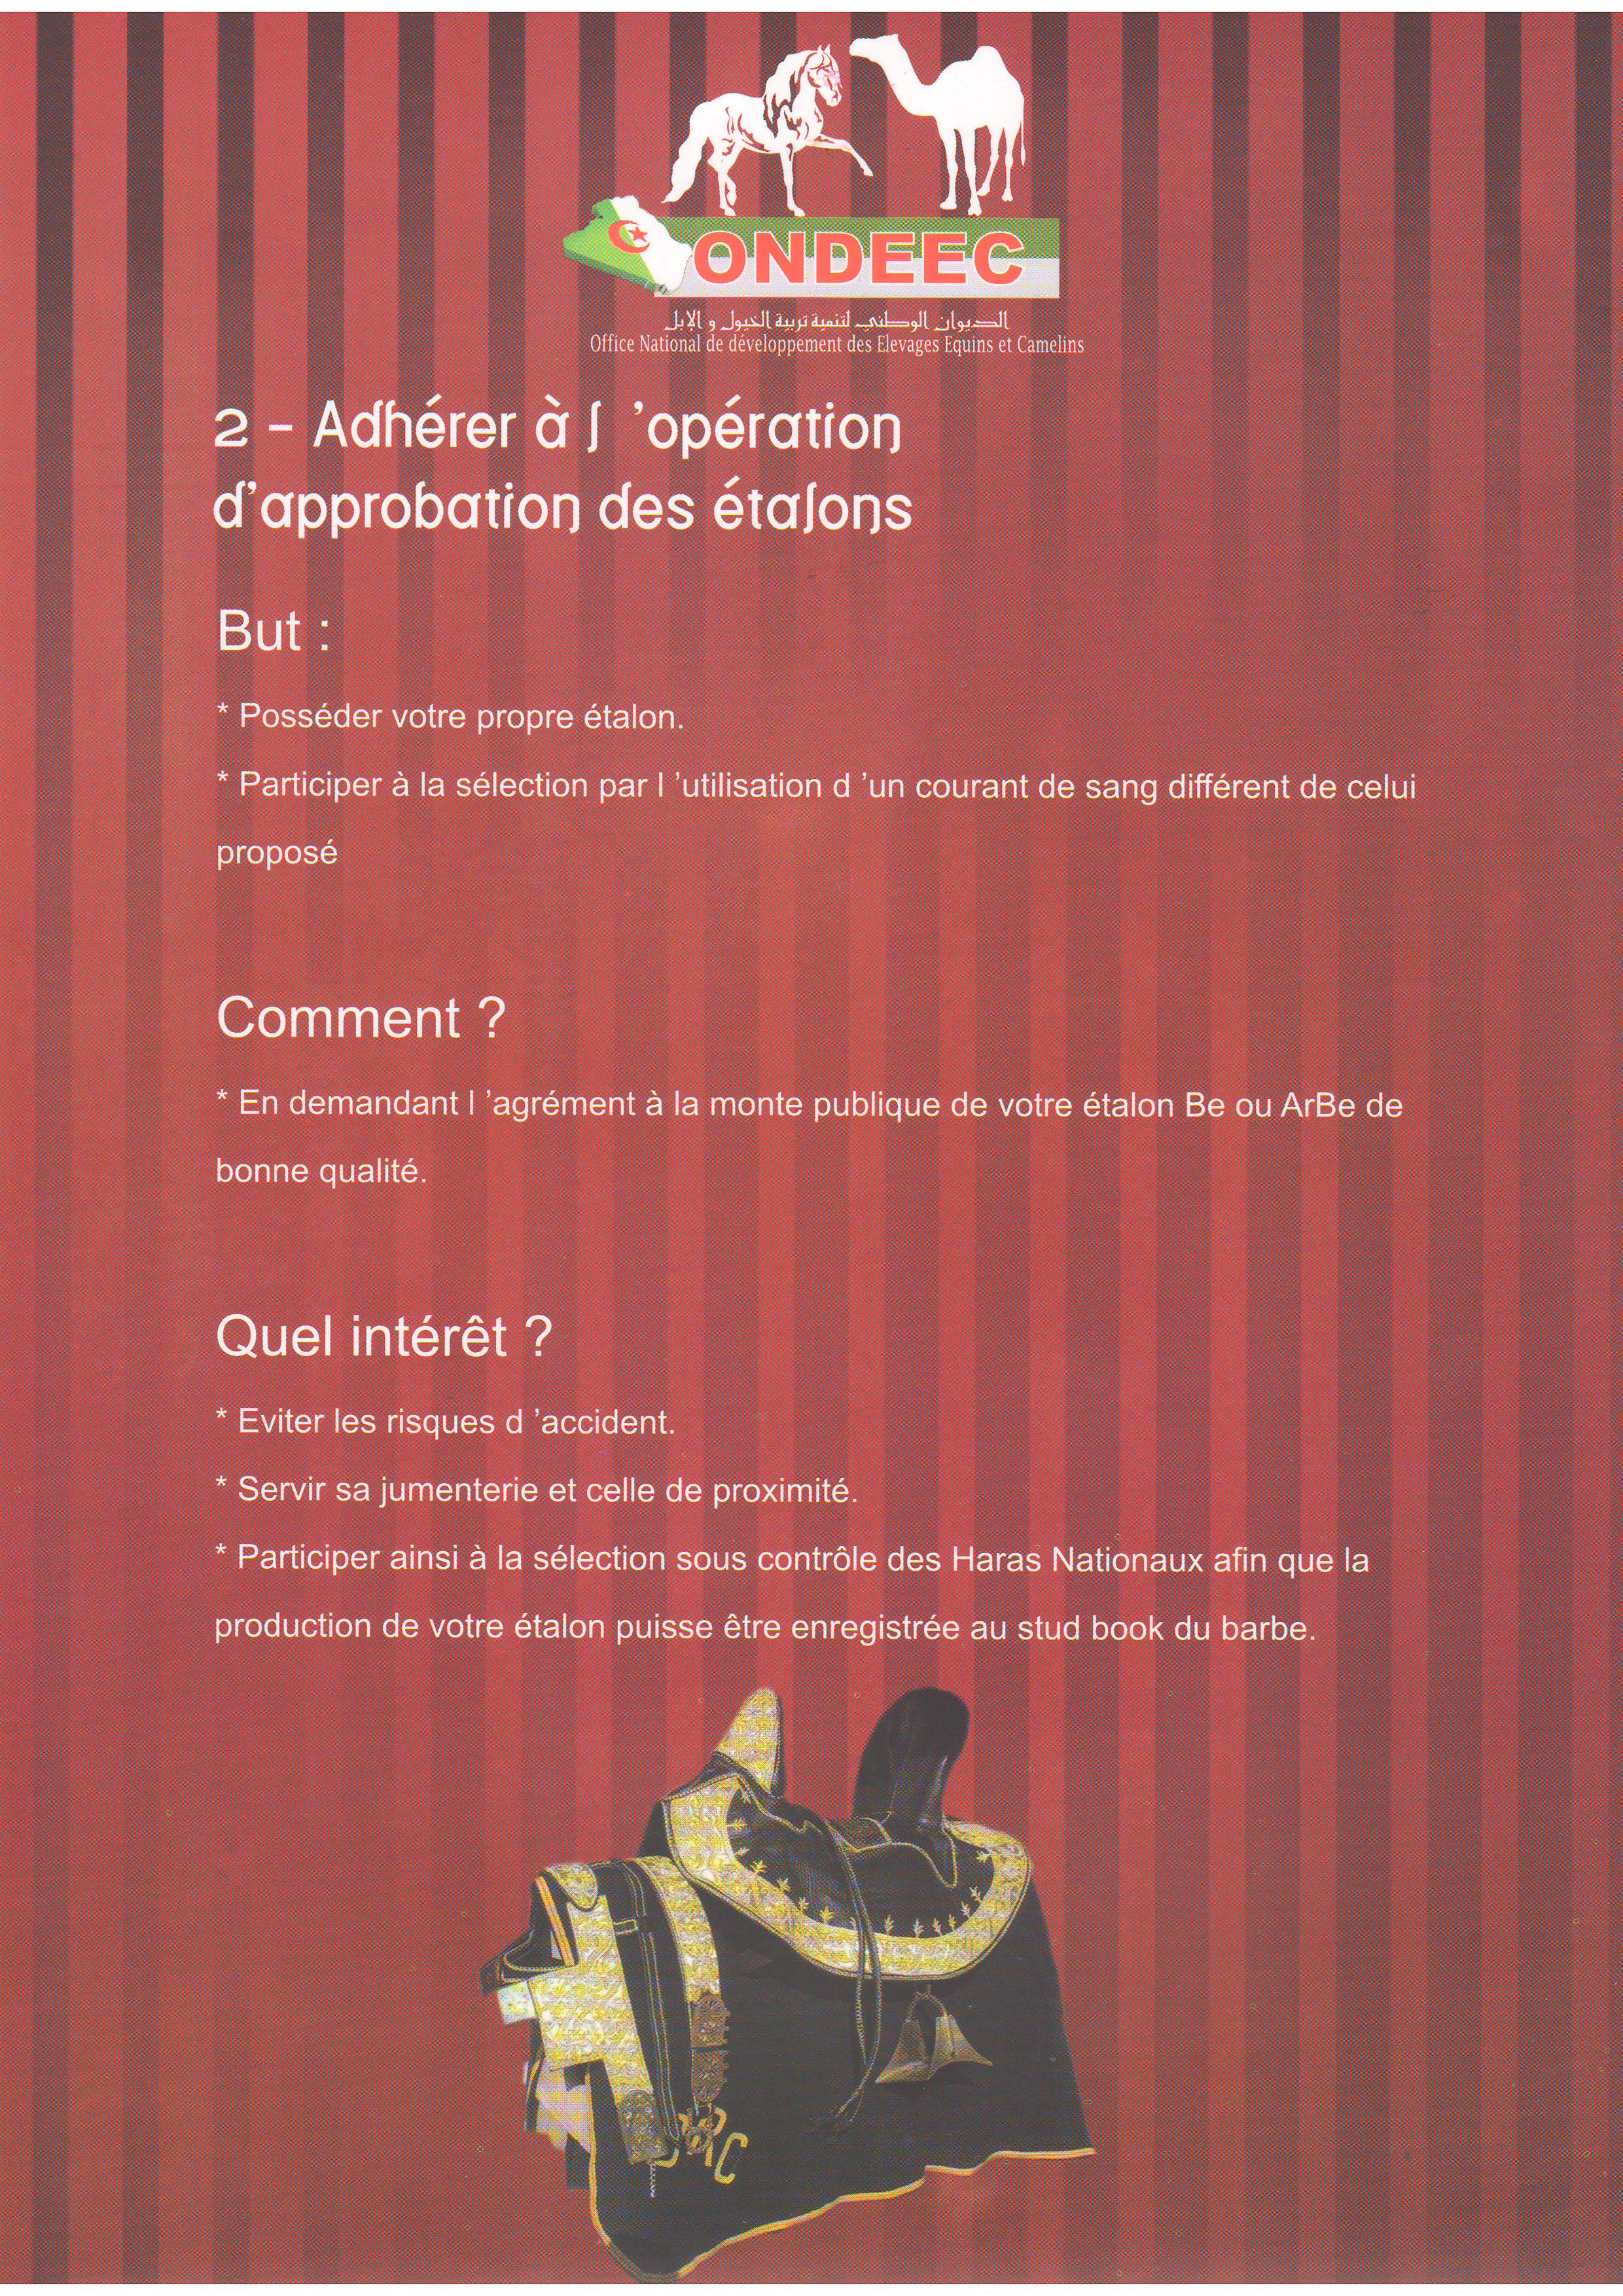 ONDEEC
الديوان الوطني لتنمية تربية الخيول و الإبل
Office National de développement des Elevages Equins et Camelins
2 - Adhérer à l ’opération
d’approbation des étalons
But :
* Posséder votre propre étalon.
* Participer à la sélection par l ’utilisation d ’un courant de sang différent de celui
proposé
Comment ?
* En demandant l ’agrément à la monte publique de votre étalon Be ou ArBe de
bonne qualité.
Quel intérêt ?
* Eviter les risques d ’accident.
* Servir sa jumenterie et celle de proximité.
* Participer ainsi à la sélection sous contrôle des Haras Nationaux afin que la
production de votre étalon puisse être enregistrée au stud book du barbe.